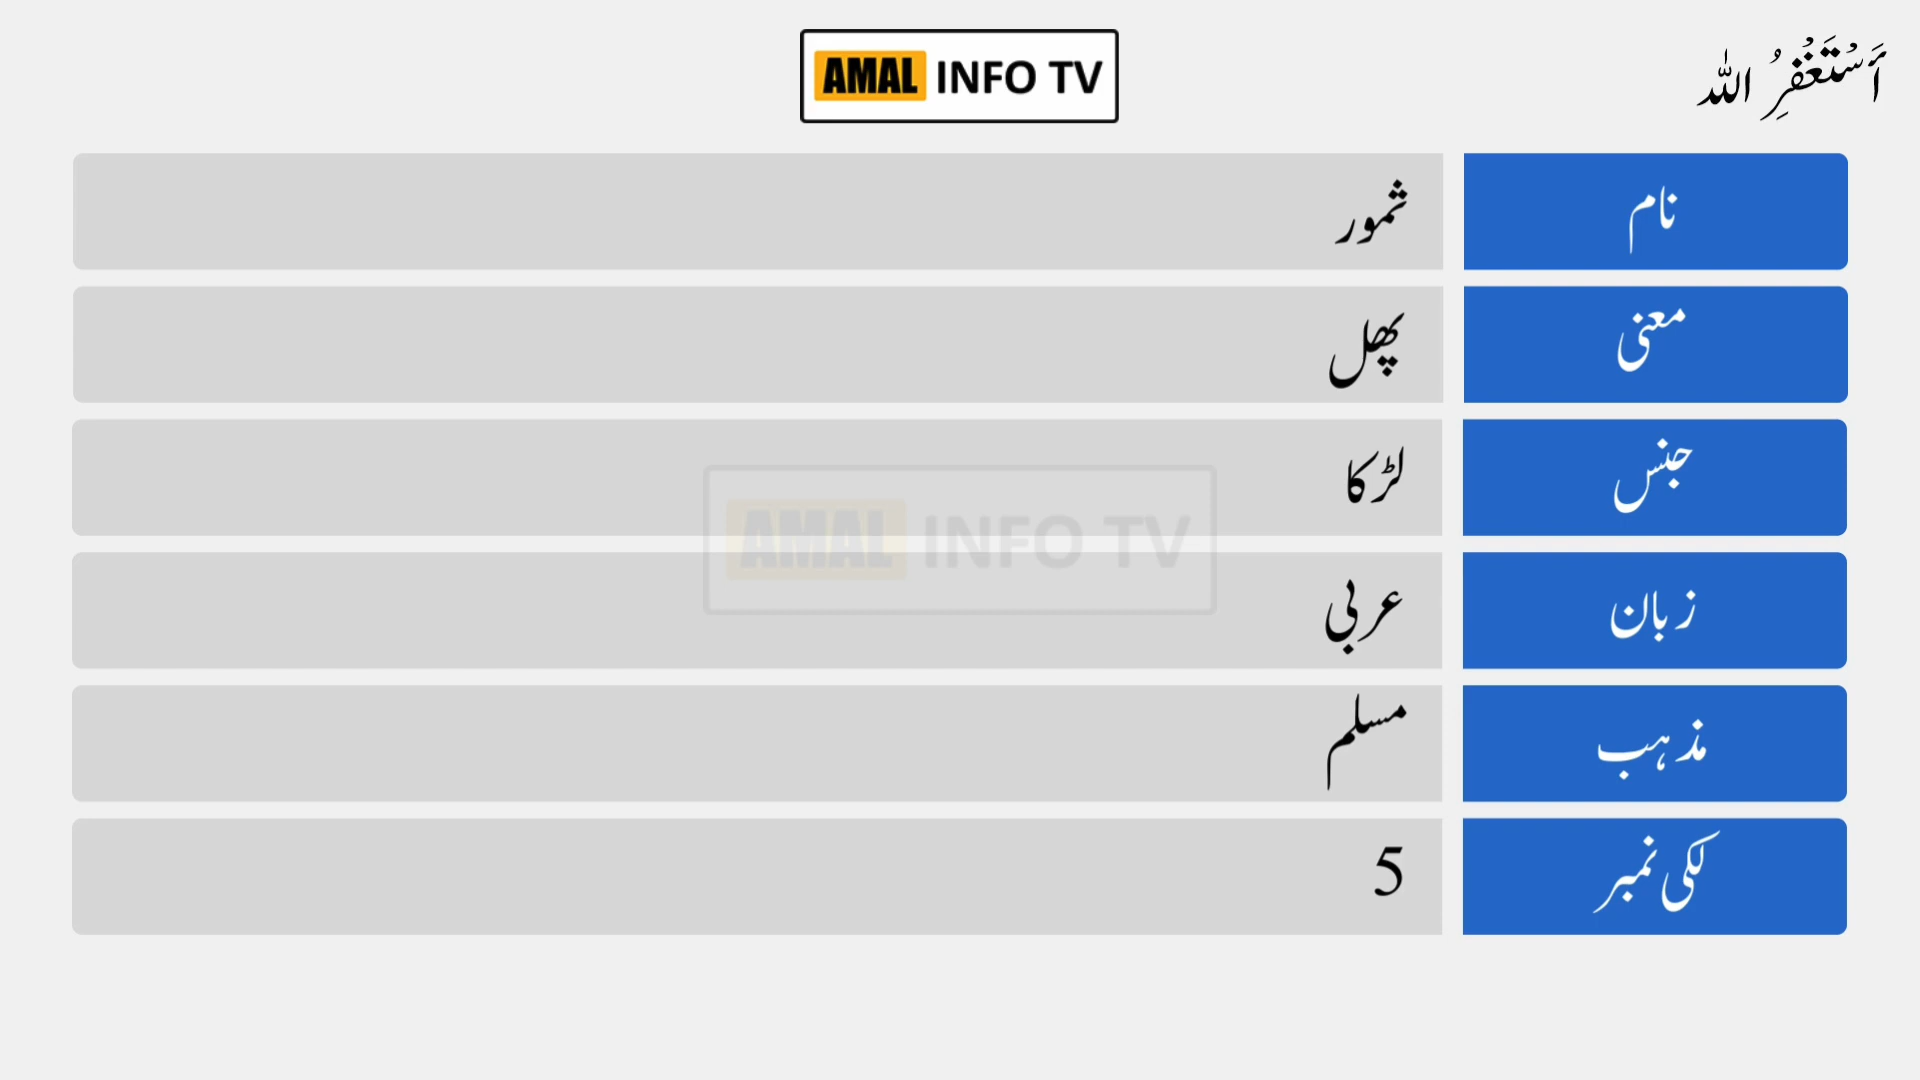 AMAL INFO TV
أَسْتَغْفِرُ اللہ
نام ثمور
معنی پھل
جنس لڑکا
AMAL INFO TV
زبان عربی
مذہب مسلم
لکی نمبر 5